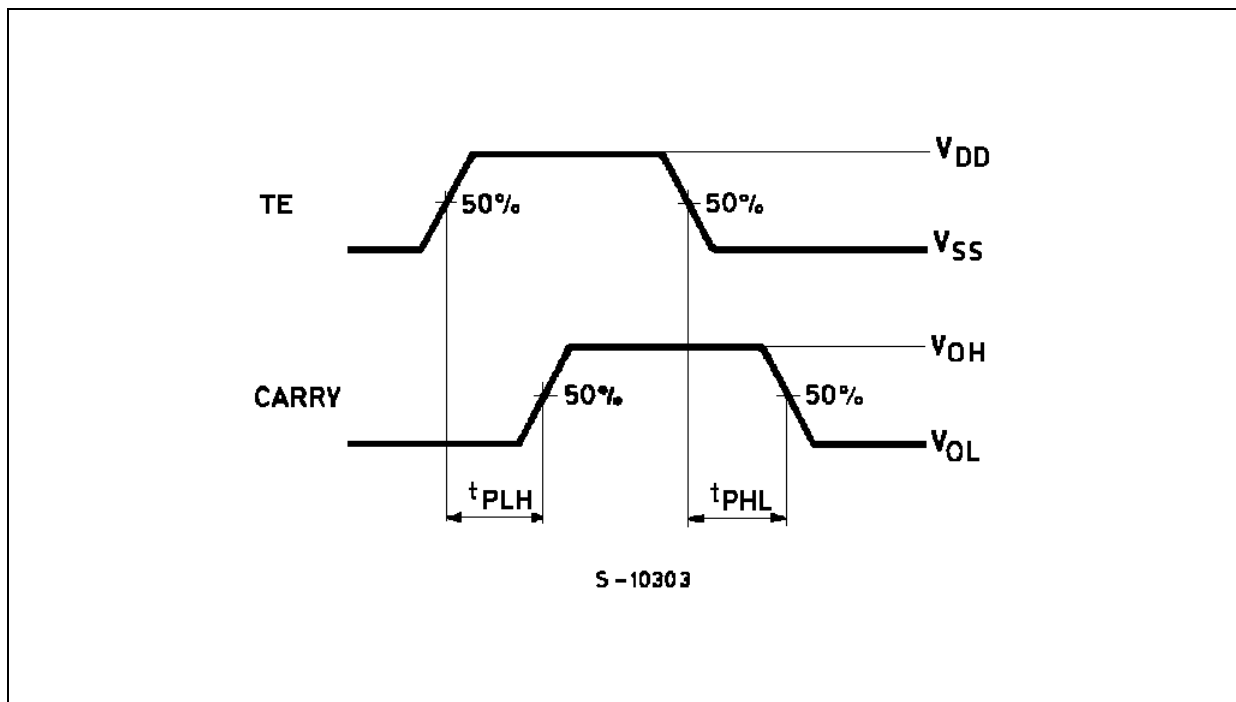 V_DD
TE 50% 50%
V_SS
V_OH
CARRY 50% 50%
V_OL
t_PLH t_PHL
S-10303